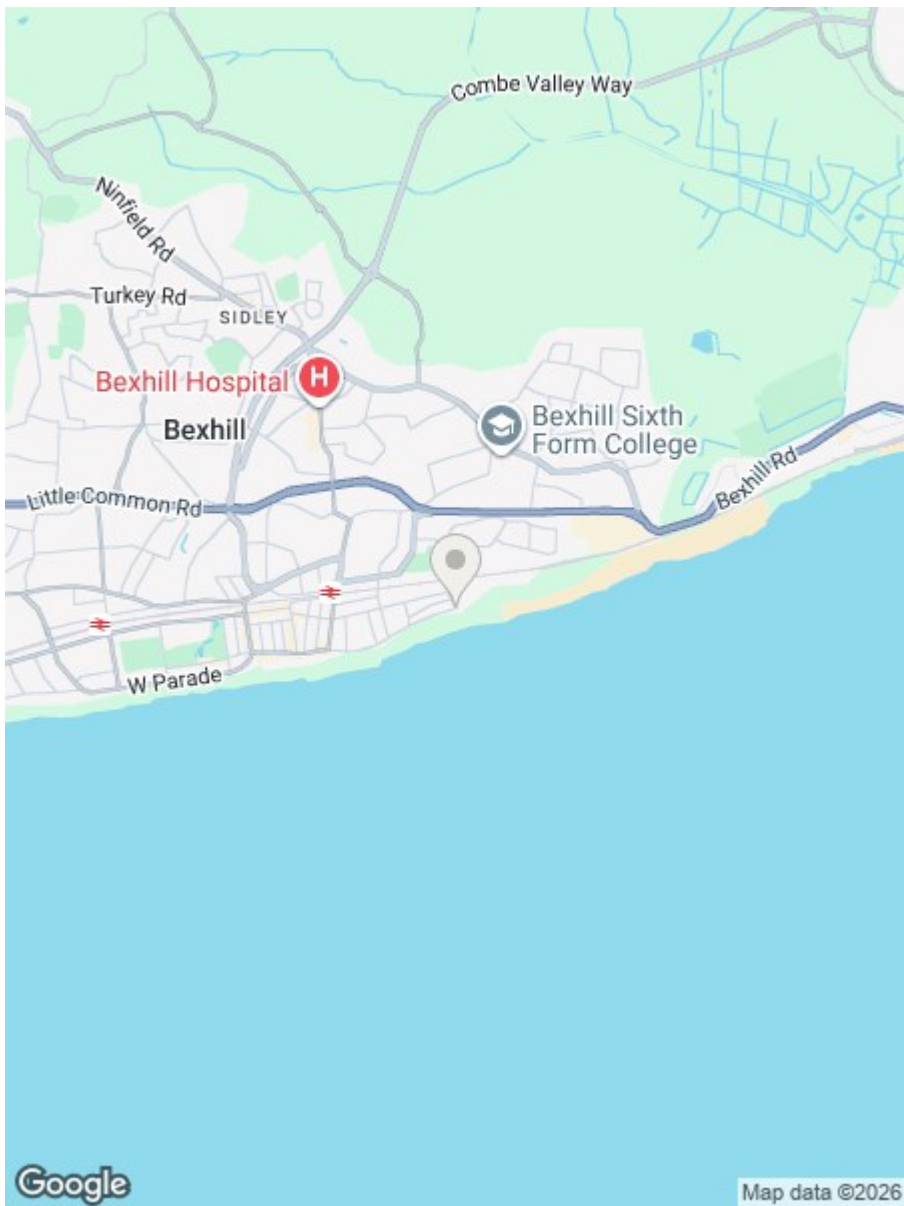 Combe Valley Way
Ninfield Rd
Turkey Rd
SIDLEY
Bexhill Hospital
H
Bexhill
Bexhill Sixth
Form College
Bexhill Rd
Little Common Rd
W Parade
Google
Map data ©2026